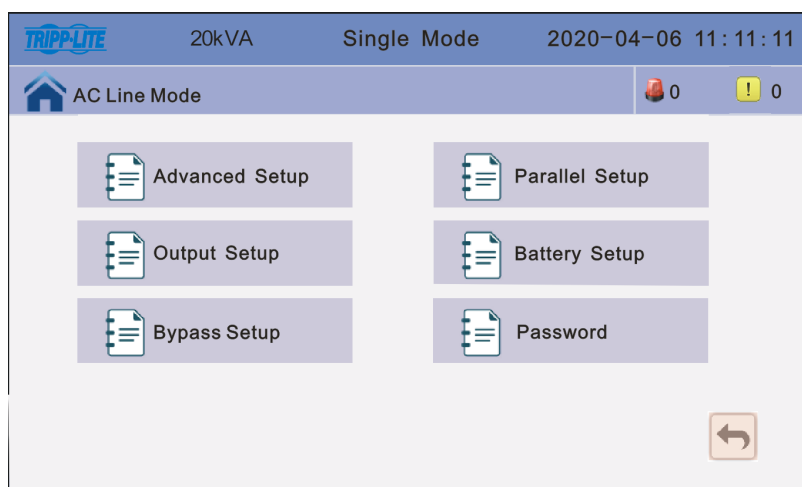 TRIPP-LITE 20kVA Single Mode 2020-04-06 11:11:11
AC Line Mode 0 ! 0
Advanced Setup Parallel Setup
Output Setup Battery Setup
Bypass Setup Password